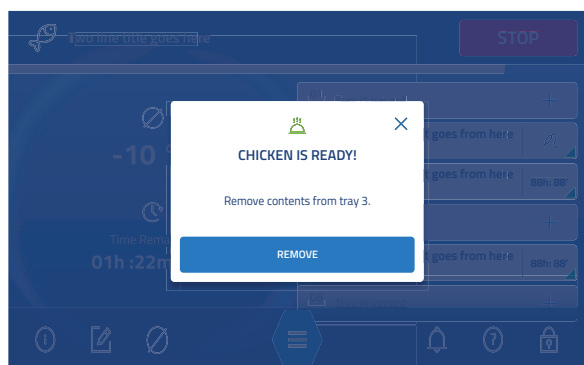 Two line title goes here
STOP
-10 °
Time Rema
01h :22m
t goes from here
t goes from here
88h: 88'
t goes from here
88h: 88'
CHICKEN IS READY!
Remove contents from tray 3.
REMOVE